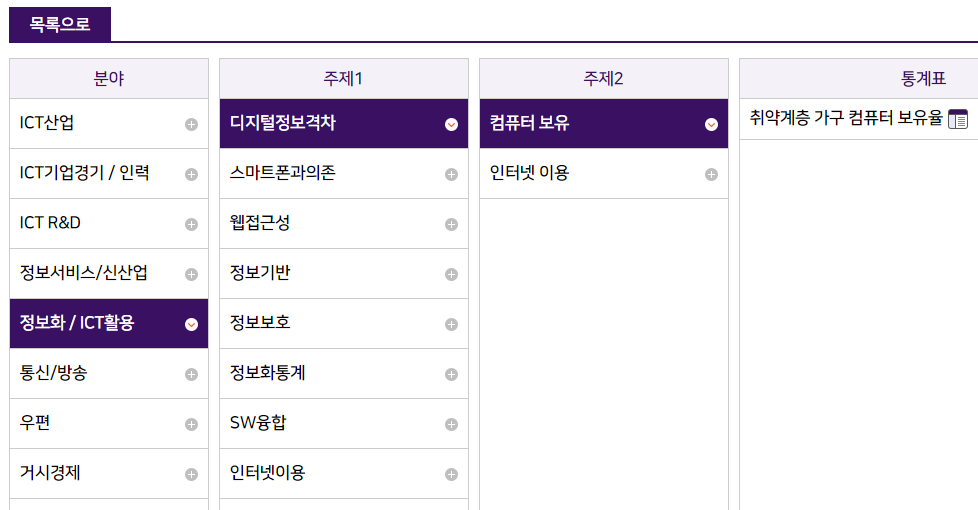 목록으로
분야
주제1
주제2
통계표
ICT산업
디지털정보격차
컴퓨터 보유
취약계층 가구 컴퓨터 보유율
ICT기업경기 / 인력
스마트폰과의존
인터넷 이용
ICT R&D
웹접근성
정보서비스/신산업
정보기반
정보화 / ICT활용
정보보호
통신/방송
정보화통계
우편
SW융합
거시경제
인터넷이용